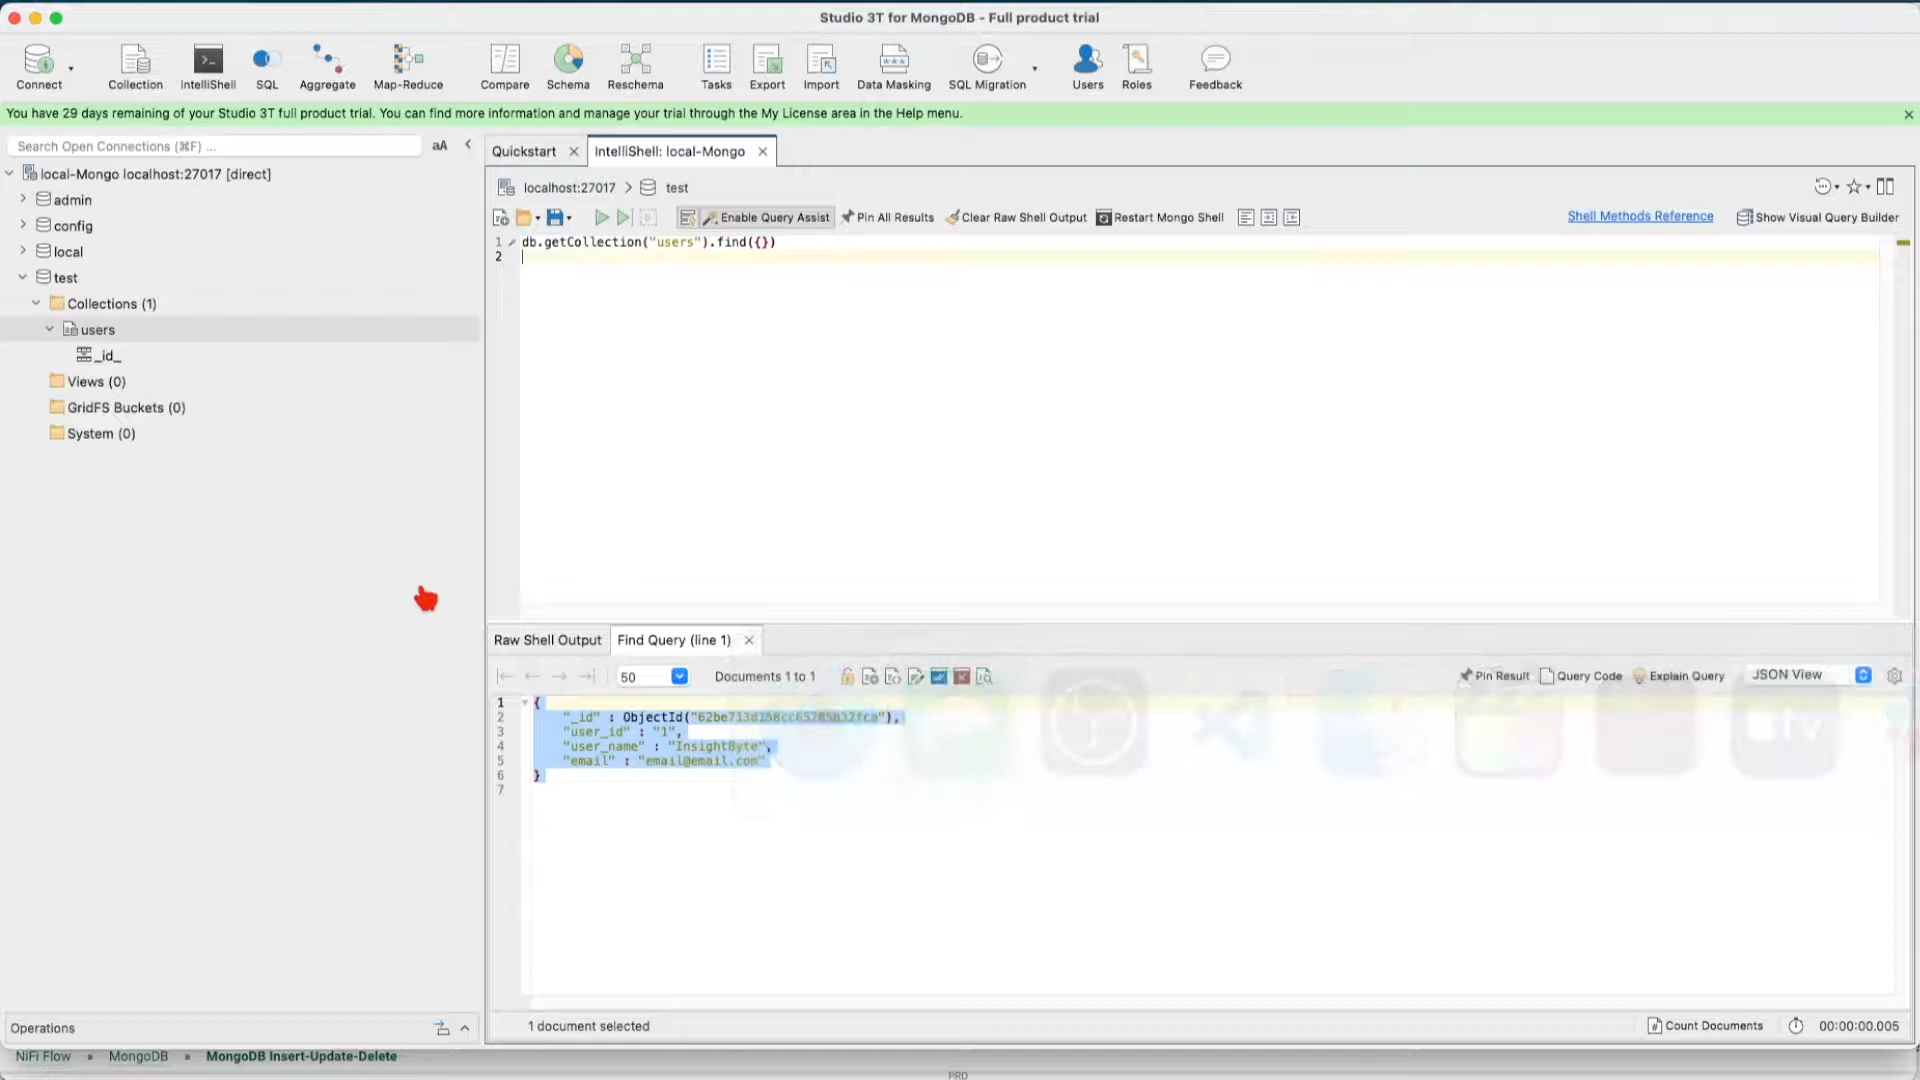 Studio 3T for MongoDB - Full product trial
Connect Collection IntelliShell SQL Aggregate Map-Reduce Compare Schema Reschema Tasks Export Import Data Masking SQL Migration Users Roles Feedback
You have 29 days remaining of your Studio 3T full product trial. You can find more information and manage your trial through the My License area in the Help menu.
Search Open Connections (⌘F) ... aA
Quickstart IntelliShell: local-Mongo
local-Mongo localhost:27017 [direct]
admin
config
local
test
Collections (1)
users
_id_
Views (0)
GridFS Buckets (0)
System (0)
localhost:27017 test
Enable Query Assist Pin All Results Clear Raw Shell Output Restart Mongo Shell Shell Methods Reference Show Visual Query Builder
1 db.getCollection("users").find({})
2
Raw Shell Output Find Query (line 1)
50 Documents 1 to 1 Pin Result Query Code Explain Query JSON View
1 {
2 "_id" : ObjectId(
3 "user_id" : "1",
4 "user_name" : "InsightByte",
5 "email" : "email@email.com"
6 }
7
1 document selected Count Documents 00:00:00.005
Operations
NiFi Flow » MongoDB » MongoDB Insert-Update-Delete
PRD